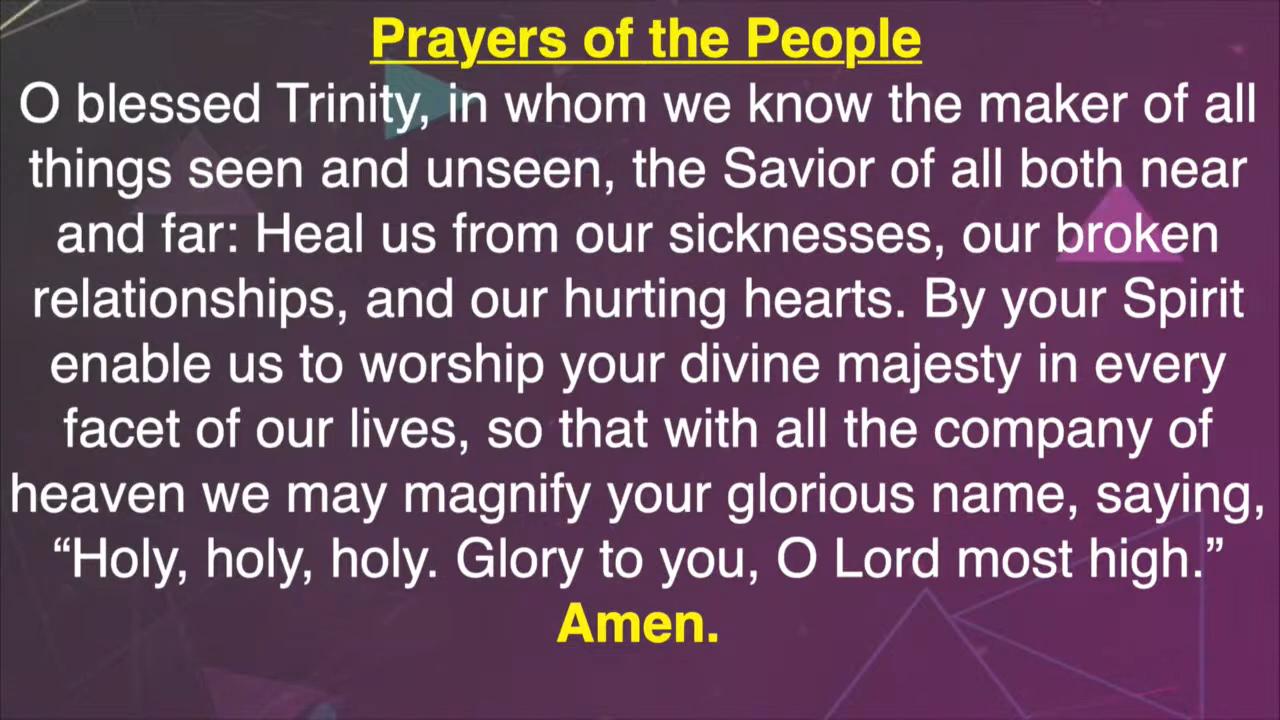 Prayers of the People
O blessed Trinity, in whom we know the maker of all
things seen and unseen, the Savior of all both near
and far: Heal us from our sicknesses, our broken
relationships, and our hurting hearts. By your Spirit
enable us to worship your divine majesty in every
facet of our lives, so that with all the company of
heaven we may magnify your glorious name, saying,
“Holy, holy, holy. Glory to you, O Lord most high.”
Amen.